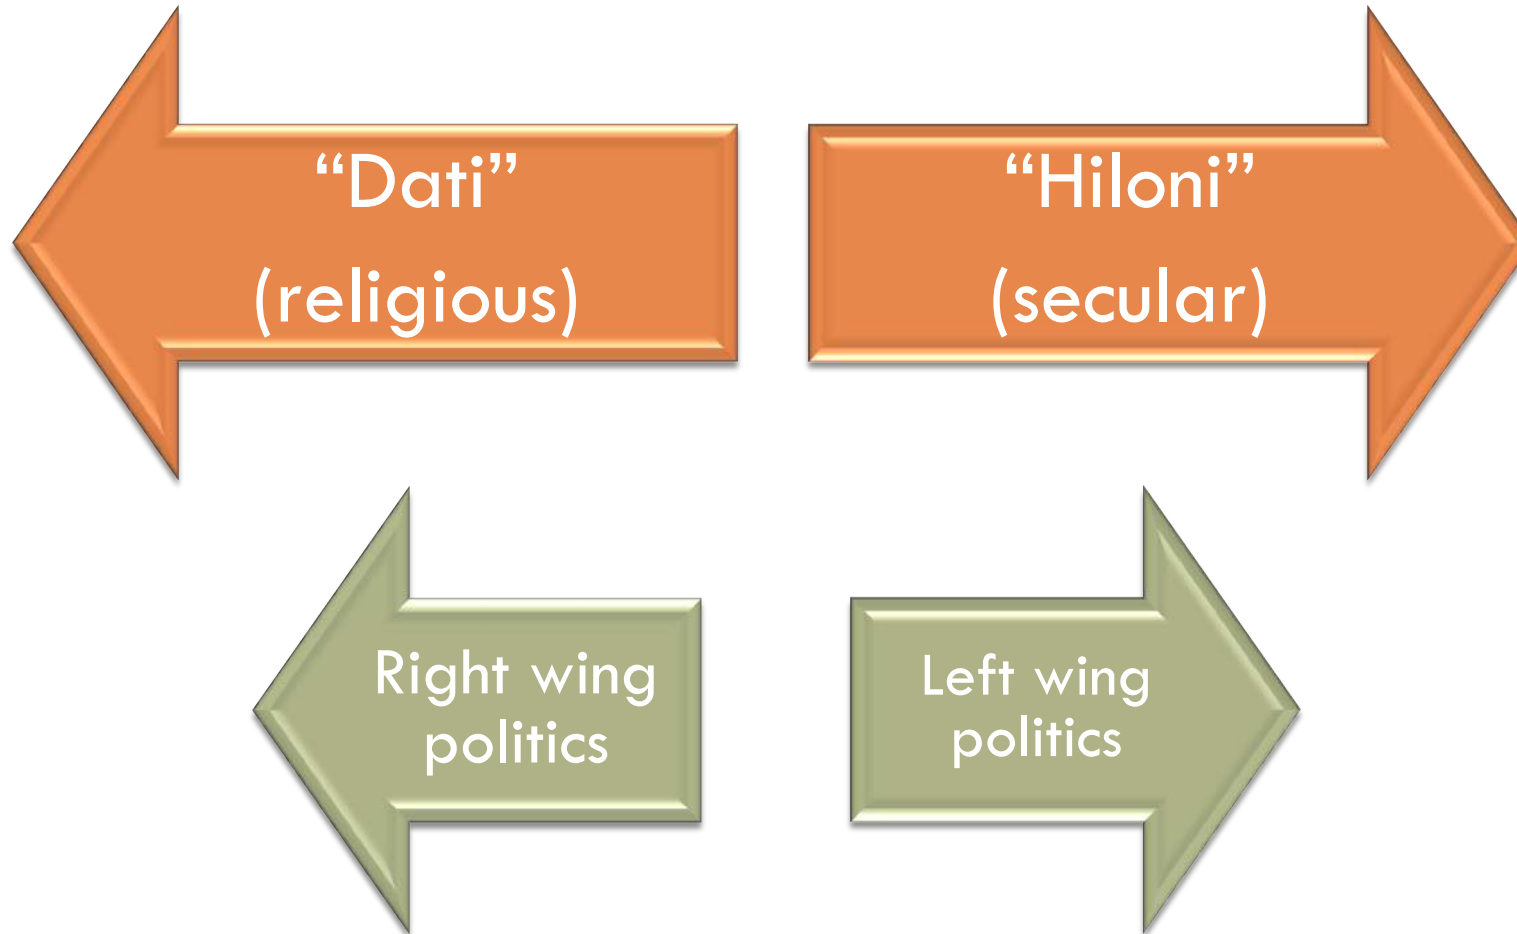 “Dati”
(religious)
“Hiloni”
(secular)
Right wing
politics
Left wing
politics